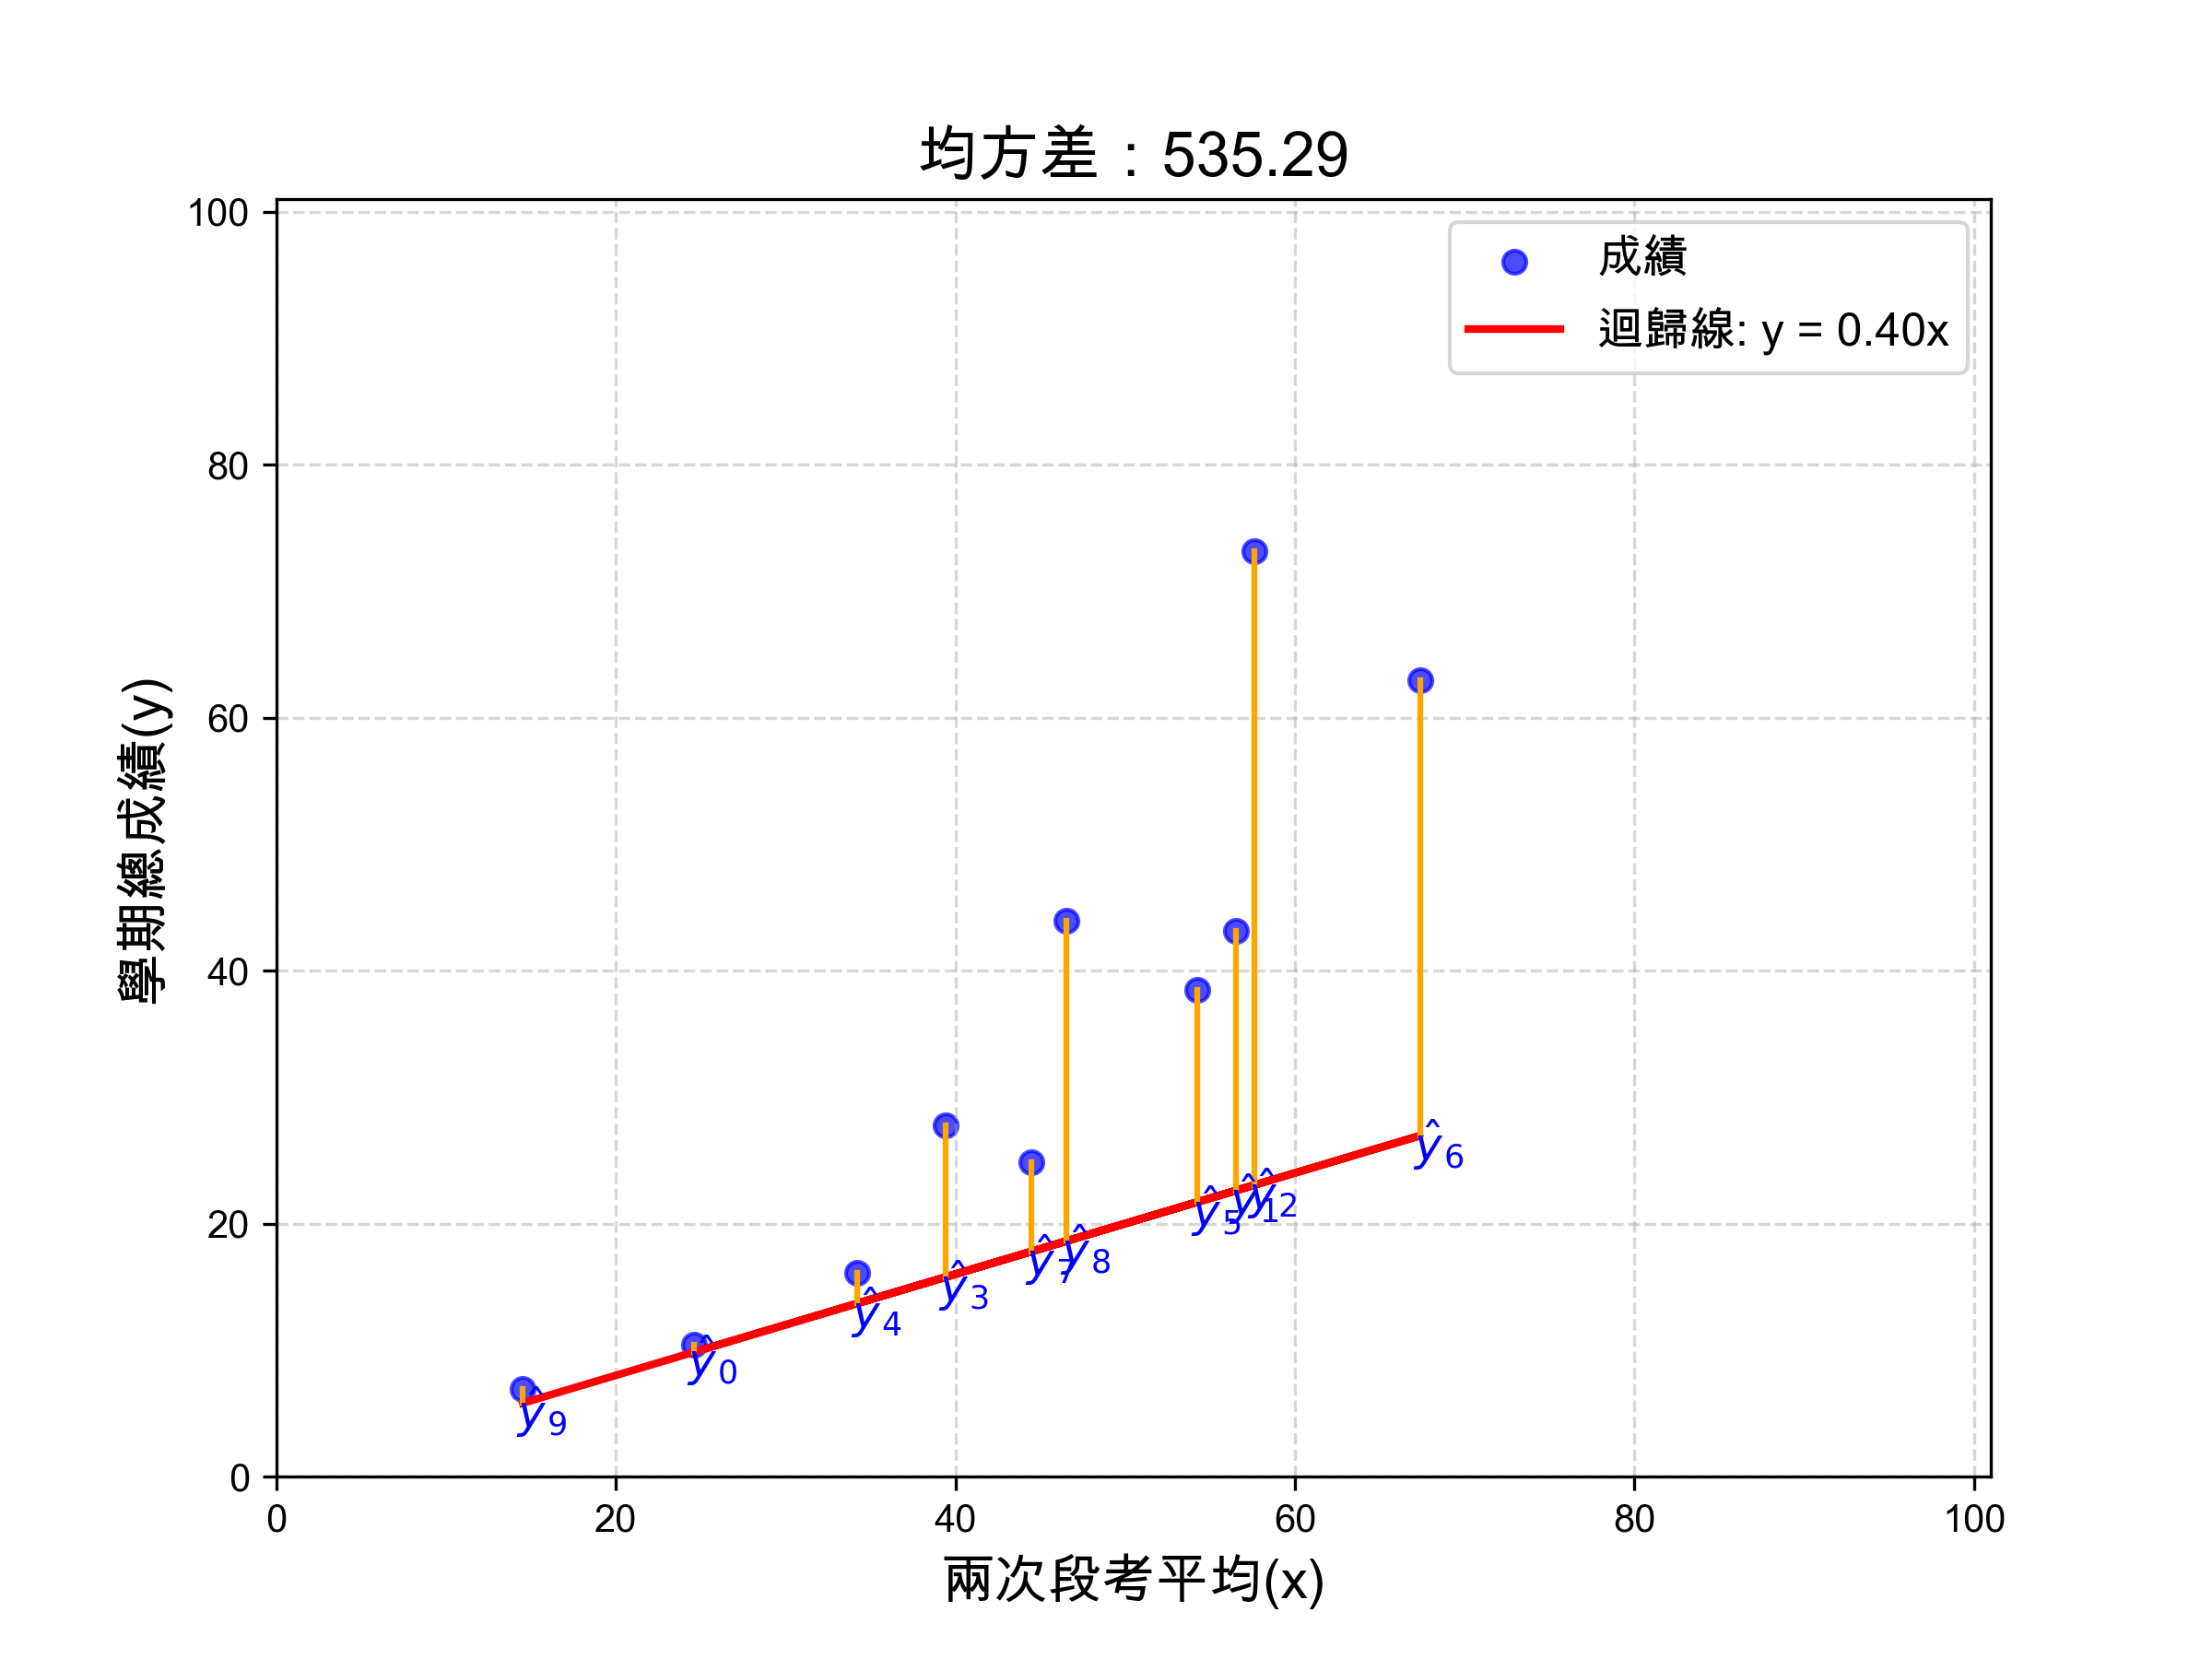 均方差：535.29
成績
迴歸線: y = 0.40x
學期總成績(y)
100
80
60
40
20
0
ŷ₉
ŷ₀
ŷ₄
ŷ₃
ŷ₇
ŷ₈
ŷ₅
ŷ₁
ŷ₂
ŷ₆
0 20 40 60 80 100
兩次段考平均(x)